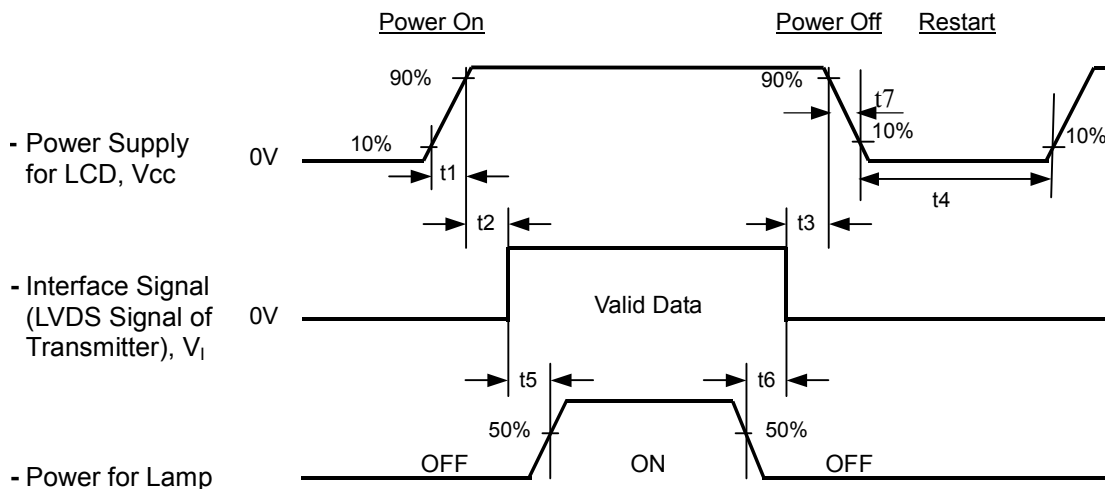 Power On Power Off Restart
90% 90% t7
10% 10% 10%
- Power Supply
for LCD, Vcc
0V
t1
t4
t2 t3
- Interface Signal
(LVDS Signal of
Transmitter), VI
0V
Valid Data
t5 t6
50% 50%
OFF ON OFF
- Power for Lamp